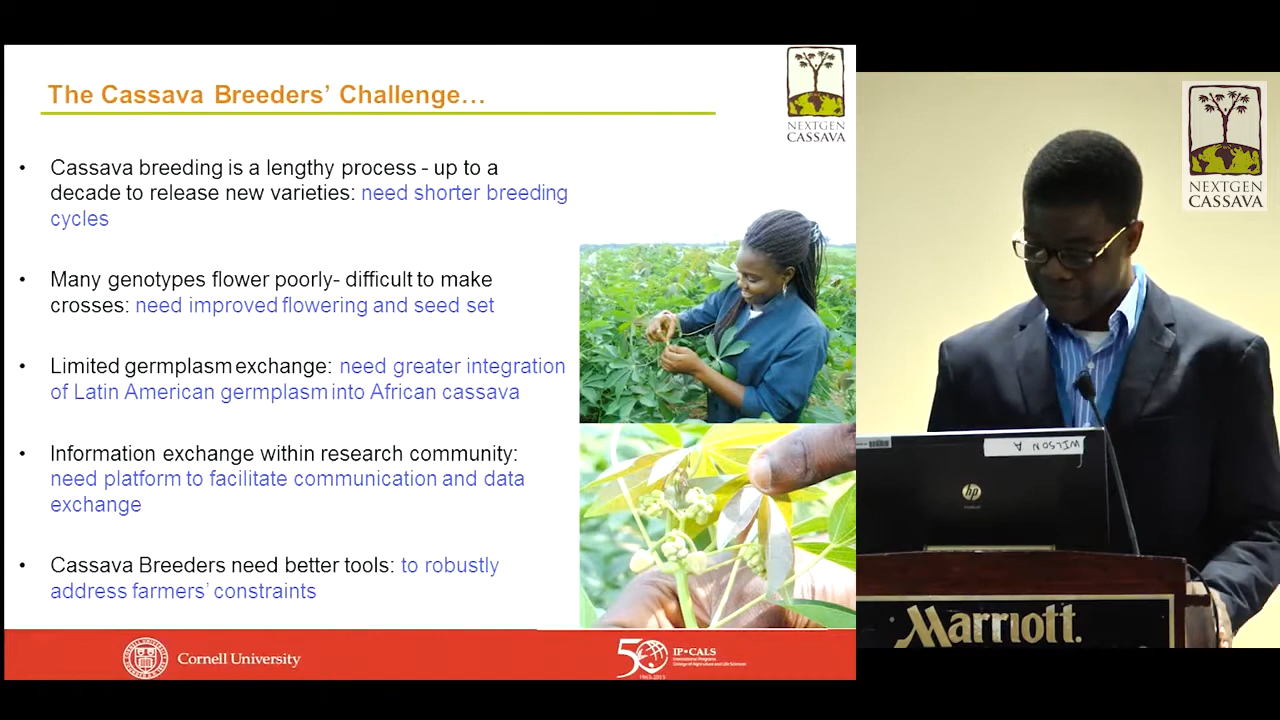 The Cassava Breeders' Challenge…
NEXTGEN
CASSAVA
• Cassava breeding is a lengthy process - up to a
decade to release new varieties: need shorter breeding
cycles
• Many genotypes flower poorly- difficult to make
crosses: need improved flowering and seed set
• Limited germplasm exchange: need greater integration
of Latin American germplasm into African cassava
• Information exchange within research community:
need platform to facilitate communication and data
exchange
• Cassava Breeders need better tools: to robustly
address farmers' constraints
Cornell University
50
IP•CALS
International Programs
College of Agriculture and Life Sciences
1963-2013
NEXTGEN
CASSAVA
WILSON A
hp
Marriott.